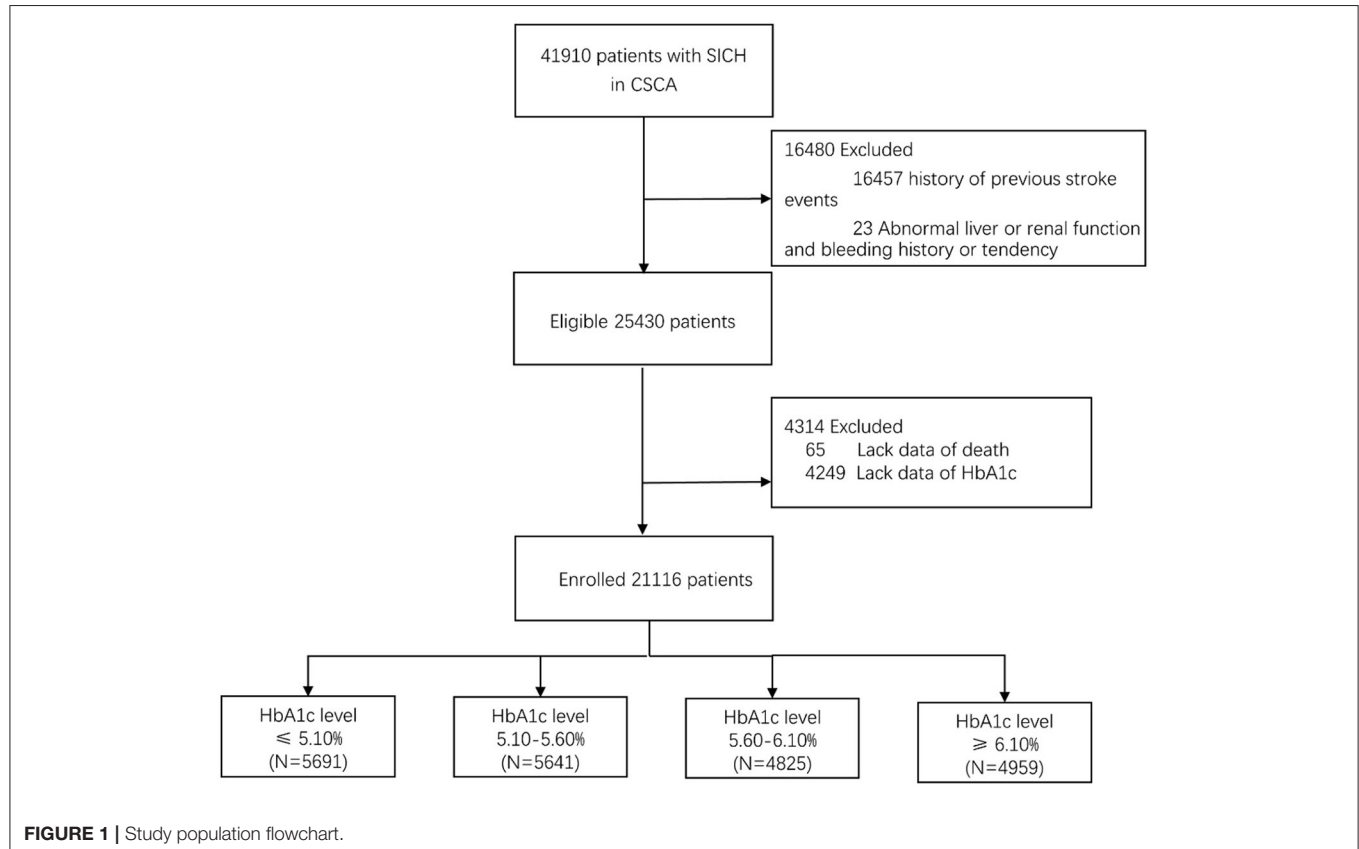 41910 patients with SICH
in CSCA
16480 Excluded
16457 history of previous stroke
events
23 Abnormal liver or renal function
and bleeding history or tendency
Eligible 25430 patients
4314 Excluded
65 Lack data of death
4249 Lack data of HbA1c
Enrolled 21116 patients
HbA1c level
≤ 5.10%
(N=5691)
HbA1c level
5.10-5.60%
(N=5641)
HbA1c level
5.60-6.10%
(N=4825)
HbA1c level
≥ 6.10%
(N=4959)
FIGURE 1 | Study population flowchart.